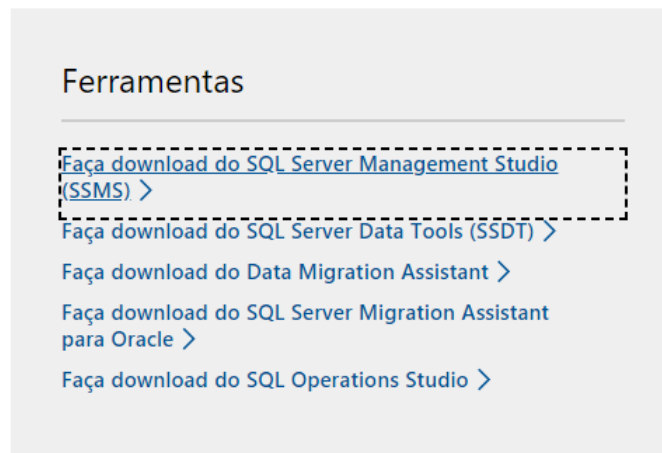 Ferramentas
Faça download do SQL Server Management Studio
(SSMS)
Faça download do SQL Server Data Tools (SSDT)
Faça download do Data Migration Assistant
Faça download do SQL Server Migration Assistant
para Oracle
Faça download do SQL Operations Studio